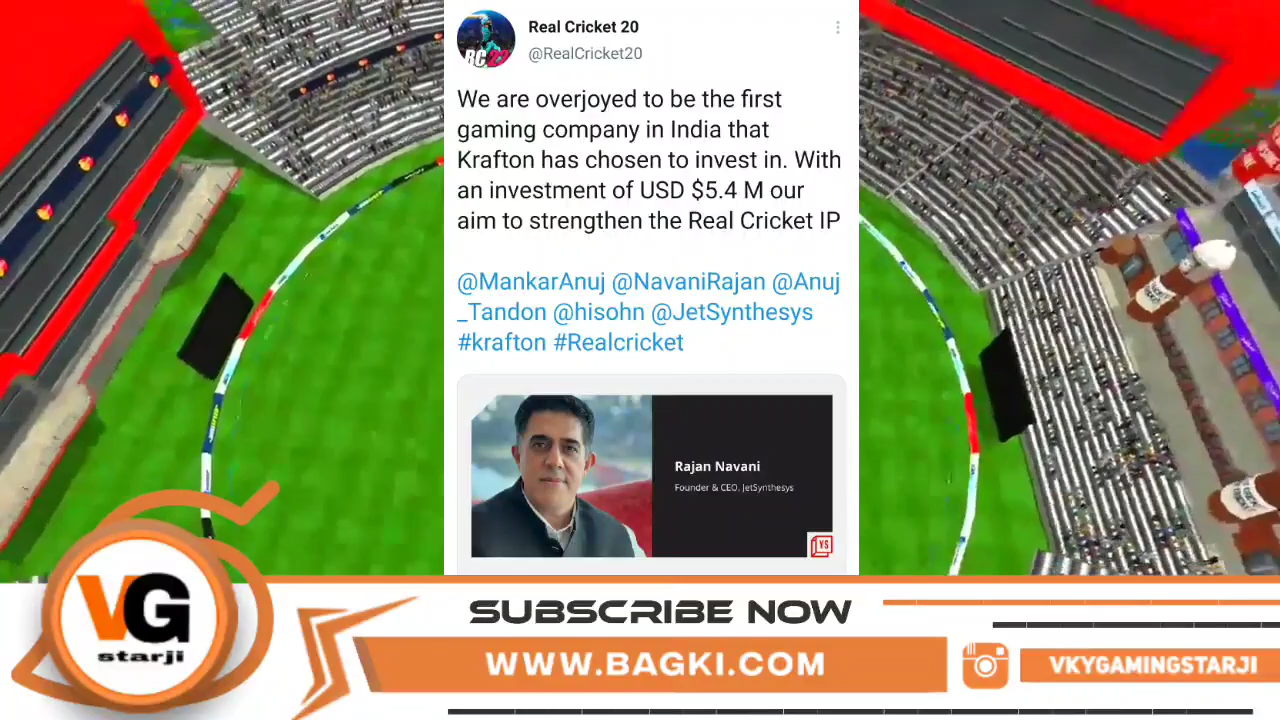 Real Cricket 20
@RealCricket20
We are overjoyed to be the first
gaming company in India that
Krafton has chosen to invest in. With
an investment of USD $5.4 M our
aim to strengthen the Real Cricket IP
@MankarAnuj @NavaniRajan @Anuj
_Tandon @hisohn @JetSynthesys
#krafton #Realcricket
Rajan Navani
Founder & CEO, JetSynthesys
YS
VG
starji
SUBSCRIBE NOW
WWW.BAGKI.COM
VKYGAMINGSTARJI